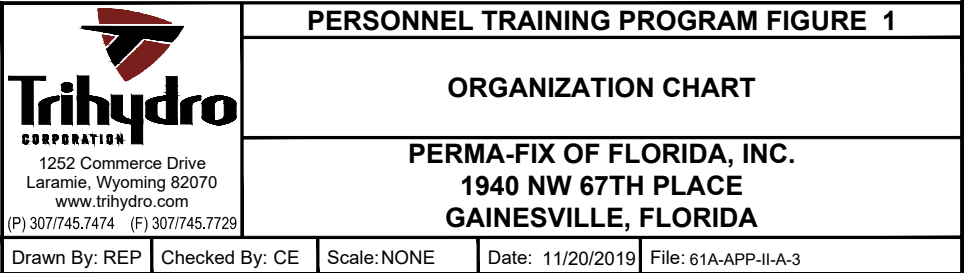 Trihydro
CORPORATION
1252 Commerce Drive
Laramie, Wyoming 82070
www.trihydro.com
(P) 307/745.7474 (F) 307/745.7729
PERSONNEL TRAINING PROGRAM FIGURE 1
ORGANIZATION CHART
PERMA-FIX OF FLORIDA, INC.
1940 NW 67TH PLACE
GAINESVILLE, FLORIDA
Drawn By: REP Checked By: CE Scale: NONE Date: 11/20/2019 File: 61A-APP-II-A-3